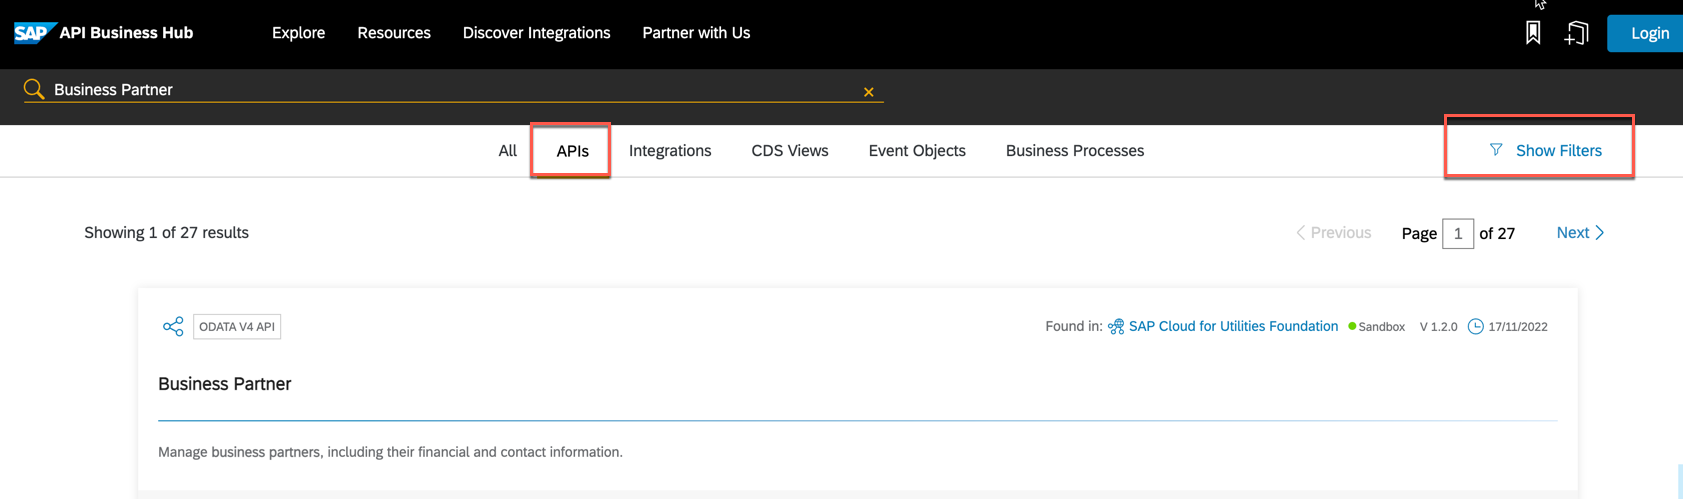 SAP API Business Hub Explore Resources Discover Integrations Partner with Us Login
Business Partner
All APIs Integrations CDS Views Event Objects Business Processes Show Filters
Showing 1 of 27 results Previous Page 1 of 27 Next
ODATA V4 API Found in: SAP Cloud for Utilities Foundation Sandbox V 1.2.0 17/11/2022
Business Partner
Manage business partners, including their financial and contact information.